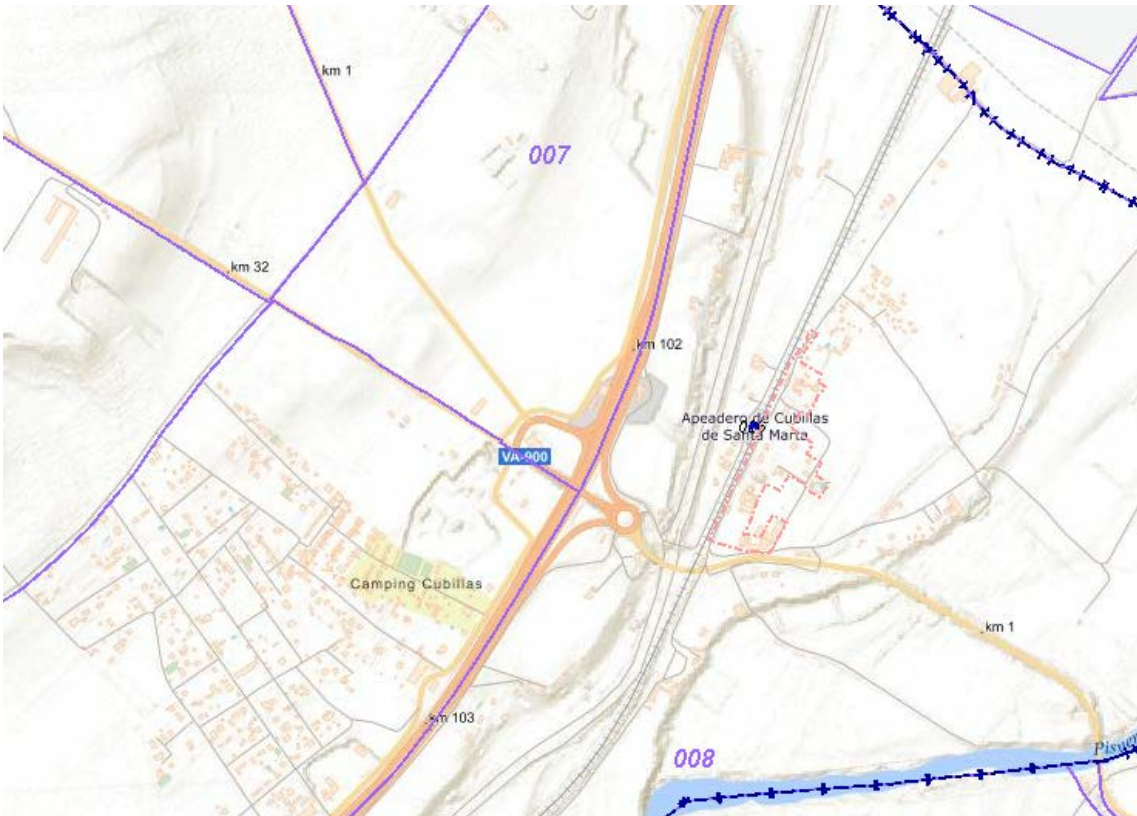 km 1
007
km 32
km 102
Apeadero de Cubillas
de Santa Marta
VA-900
Camping Cubillas
km 1
km 103
008